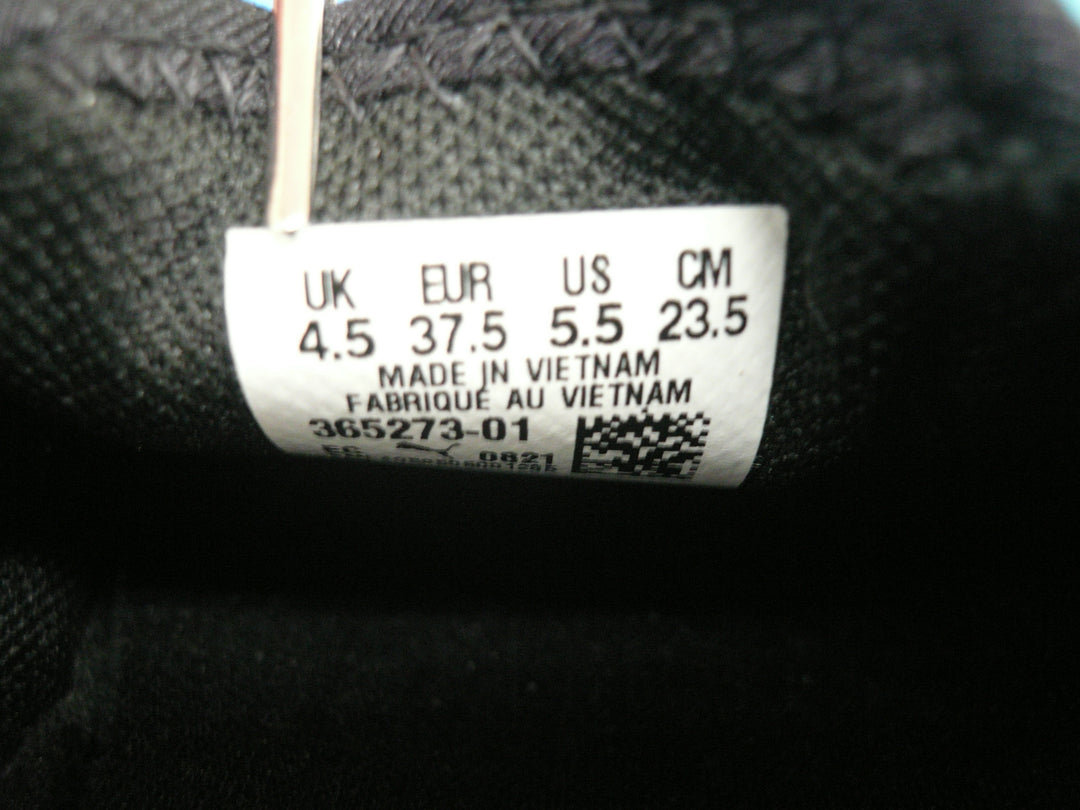 UK EUR US CM
4.5 37.5 5.5 23.5
MADE IN VIETNAM
FABRIQUÉ AU VIETNAM
365273-01
0821